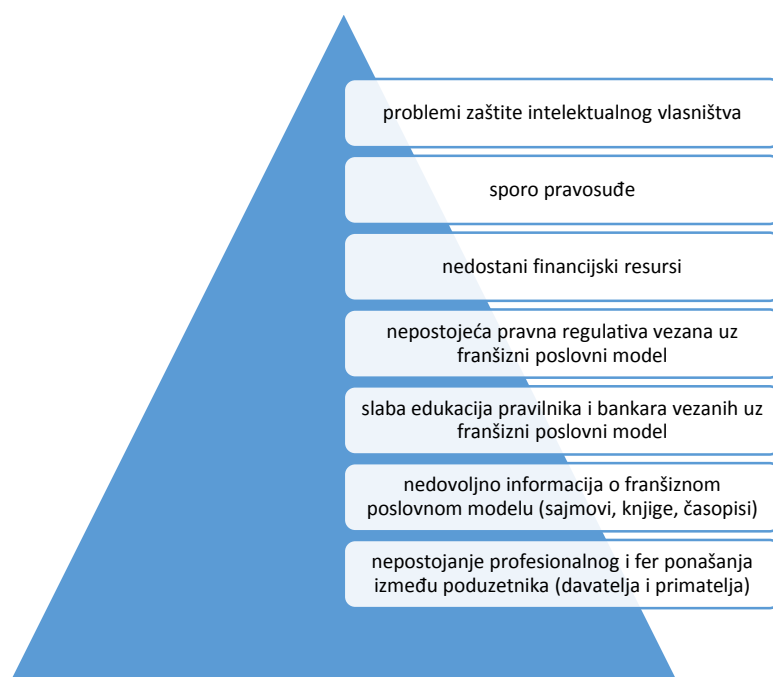 problemi zaštite intelektualnog vlasništva
sporo pravosuđe
nedostani financijski resursi
nepostojeća pravna regulativa vezana uz
franšizni poslovni model
slaba edukacija pravilnika i bankara vezanih uz
franšizni poslovni model
nedovoljno informacija o franšiznom
poslovnom modelu (sajmovi, knjige, časopisi)
nepostojanje profesionalnog i fer ponašanja
između poduzetnika (davatelja i primatelja)